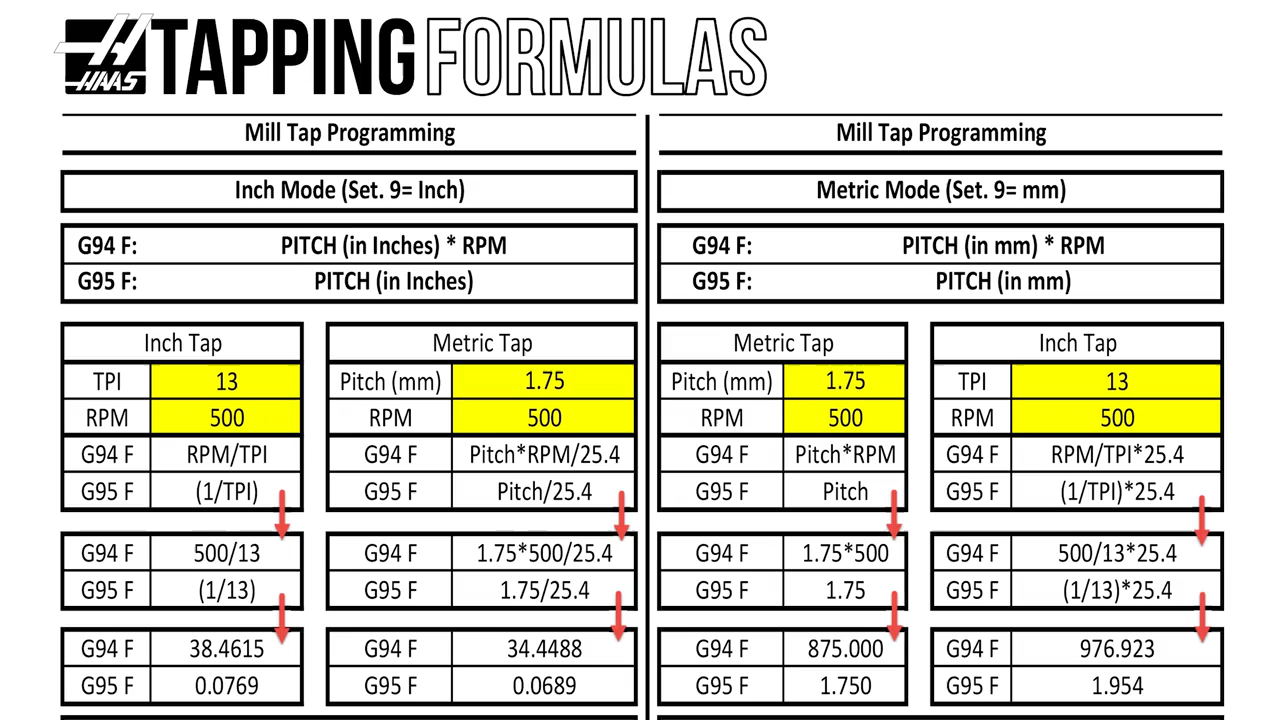 HAAS TAPPING FORMULAS
Mill Tap Programming
Inch Mode (Set. 9= Inch)
G94 F: PITCH (in Inches) * RPM
G95 F: PITCH (in Inches)
Inch Tap
TPI 13
RPM 500
G94 F RPM/TPI
G95 F (1/TPI)
G94 F 500/13
G95 F (1/13)
G94 F 38.4615
G95 F 0.0769
Metric Tap
Pitch (mm) 1.75
RPM 500
G94 F Pitch*RPM/25.4
G95 F Pitch/25.4
G94 F 1.75*500/25.4
G95 F 1.75/25.4
G94 F 34.4488
G95 F 0.0689
Mill Tap Programming
Metric Mode (Set. 9= mm)
G94 F: PITCH (in mm) * RPM
G95 F: PITCH (in mm)
Metric Tap
Pitch (mm) 1.75
RPM 500
G94 F Pitch*RPM
G95 F Pitch
G94 F 1.75*500
G95 F 1.75
G94 F 875.000
G95 F 1.750
Inch Tap
TPI 13
RPM 500
G94 F RPM/TPI*25.4
G95 F (1/TPI)*25.4
G94 F 500/13*25.4
G95 F (1/13)*25.4
G94 F 976.923
G95 F 1.954